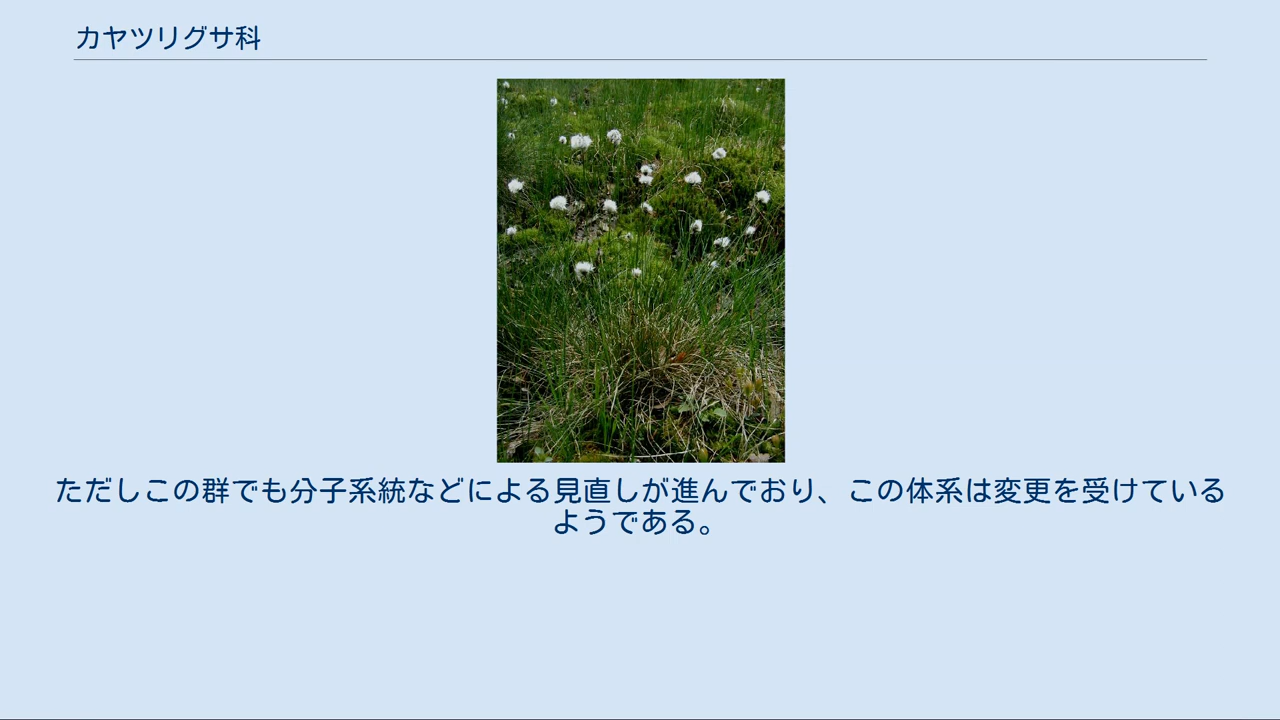 カヤツリグサ科
ただしこの群でも分子系統などによる見直しが進んでおり、この体系は変更を受けている
ようである。